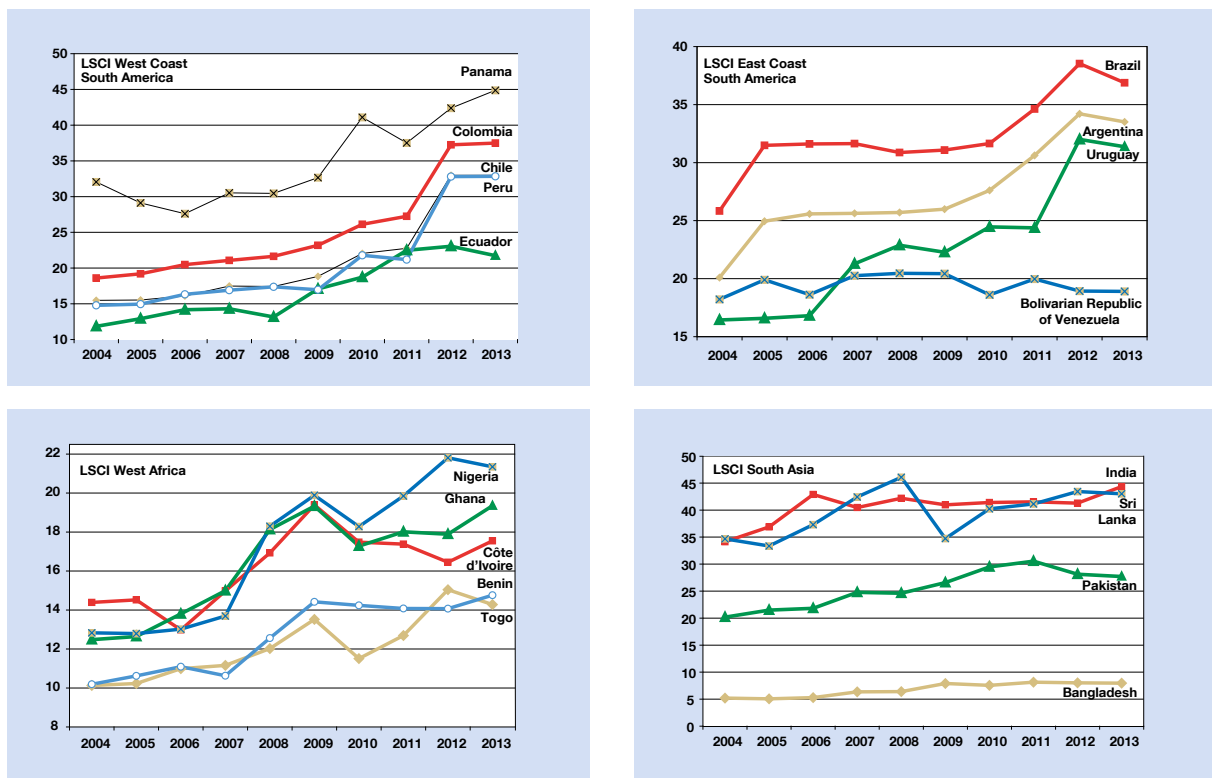 LSCI West Coast
South America
50
45
40
35
30
25
20
15
10
Panama
Colombia
Chile
Peru
Ecuador
2004 2005 2006 2007 2008 2009 2010 2011 2012 2013
LSCI East Coast
South America
40
35
30
25
20
15
Brazil
Argentina
Uruguay
Bolivarian Republic
of Venezuela
2004 2005 2006 2007 2008 2009 2010 2011 2012 2013
LSCI West Africa
22
20
18
16
14
12
10
8
Nigeria
Ghana
Côte
d'Ivoire
Benin
Togo
2004 2005 2006 2007 2008 2009 2010 2011 2012 2013
LSCI South Asia
50
45
40
35
30
25
20
15
10
5
0
India
Sri
Lanka
Pakistan
Bangladesh
2004 2005 2006 2007 2008 2009 2010 2011 2012 2013